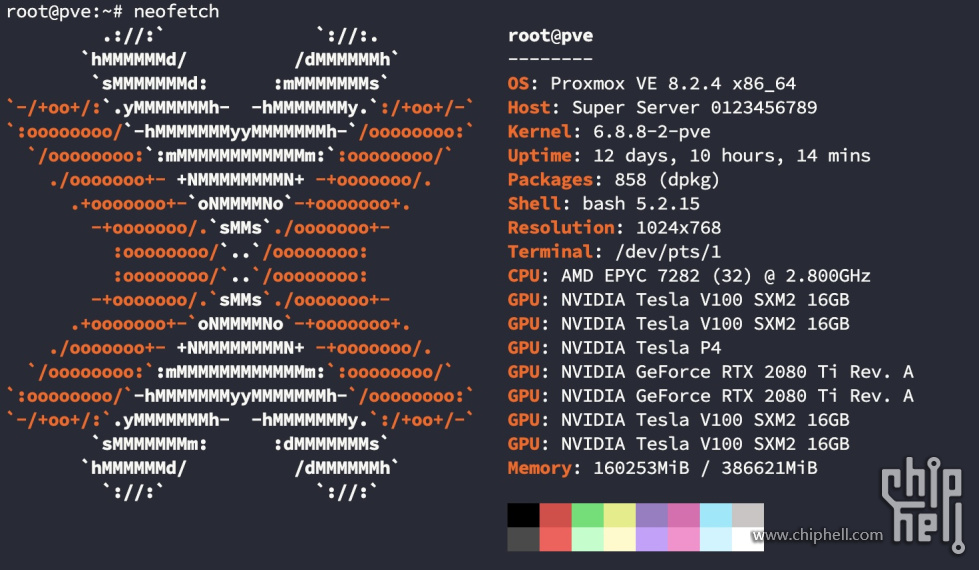 root@pve:~# neofetch
         .://:`              `://:.            root@pve
       `hMMMMMMd/          /dMMMMMMh`          --------
        `sMMMMMMMd:      :mMMMMMMMs`           OS: Proxmox VE 8.2.4 x86_64
`-/+oo+/:`.yMMMMMMMh-  -hMMMMMMMy.`:/+oo+/-`   Host: Super Server 0123456789
`:oooooooo/`-hMMMMMMMyyMMMMMMMh-`/oooooooo:`   Kernel: 6.8.8-2-pve
  `/oooooooo:`:mMMMMMMMMMMMMm:`:oooooooo/`     Uptime: 12 days, 10 hours, 14 mins
    ./ooooooo+- +NMMMMMMMMN+ -+ooooooo/.       Packages: 858 (dpkg)
      .+ooooooo+-`oNMMMMNo`-+ooooooo+.         Shell: bash 5.2.15
        -+ooooooo/.`sMMs`./ooooooo+-           Resolution: 1024x768
          :oooooooo/`..`/oooooooo:             Terminal: /dev/pts/1
          :oooooooo/`..`/oooooooo:             CPU: AMD EPYC 7282 (32) @ 2.800GHz
        -+ooooooo/.`sMMs`./ooooooo+-           GPU: NVIDIA Tesla V100 SXM2 16GB
      .+ooooooo+-`oNMMMMNo`-+ooooooo+.         GPU: NVIDIA Tesla V100 SXM2 16GB
    ./ooooooo+- +NMMMMMMMMN+ -+ooooooo/.       GPU: NVIDIA Tesla P4
  `/oooooooo:`:mMMMMMMMMMMMMm:`:oooooooo/`     GPU: NVIDIA GeForce RTX 2080 Ti Rev. A
`:oooooooo/`-hMMMMMMMyyMMMMMMMh-`/oooooooo:`   GPU: NVIDIA GeForce RTX 2080 Ti Rev. A
`-/+oo+/:`.yMMMMMMMh-  -hMMMMMMMy.`:/+oo+/-`   GPU: NVIDIA Tesla V100 SXM2 16GB
        `sMMMMMMMm:      :dMMMMMMMs`           GPU: NVIDIA Tesla V100 SXM2 16GB
       `hMMMMMMd/          /dMMMMMMh`          Memory: 160253MiB / 386621MiB
         `://:`              `://:`
chip
hell
www.chiphell.com